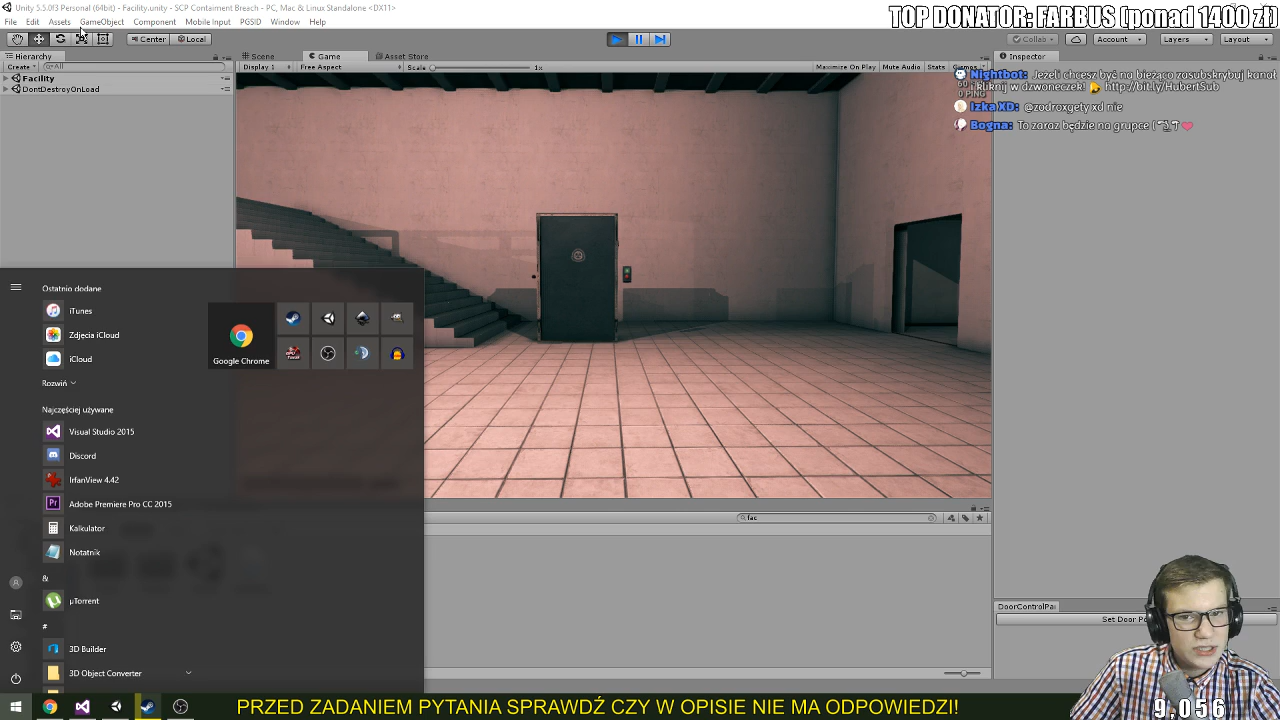 Unity 5.5.0f3 Personal (64bit) - Facility.unity - SCP Contaiment Breach - PC, Mac & Linux Standalone <DX11>
TOP DONATOR: FARBUS (ponad 1400 zł)
File Edit Assets GameObject Component Mobile Input PGSID Window Help
Center Local
Collab Account Layers Layout
Hierarchy
Scene Game Asset Store
Inspector
Create All
Display 1 Free Aspect Scale 1x
Maximize On Play Mute Audio Stats Gizmos
Facility
DontDestroyOnLoad
Nightbot: Jeżeli chcesz być na bieżąco zasubskrybuj kanał
i kliknij w dzwoneczek! http://bit.ly/HubertSub
0 PING
Izka XD: @zodroxgety xd nie
Bogna: To zaraz będzie na grupce
Ostatnio dodane
iTunes
Zdjęcia iCloud
iCloud
Rozwiń
Google Chrome
Najczęściej używane
Visual Studio 2015
Discord
IrfanView 4.42
Adobe Premiere Pro CC 2015
Kalkulator
Notatnik
&
µTorrent
#
3D Builder
3D Object Converter
fac
DoorControlPa
Set Door
PRZED ZADANIEM PYTANIA SPRAWDŹ CZY W OPISIE NIE MA ODPOWIEDZI!
9,056